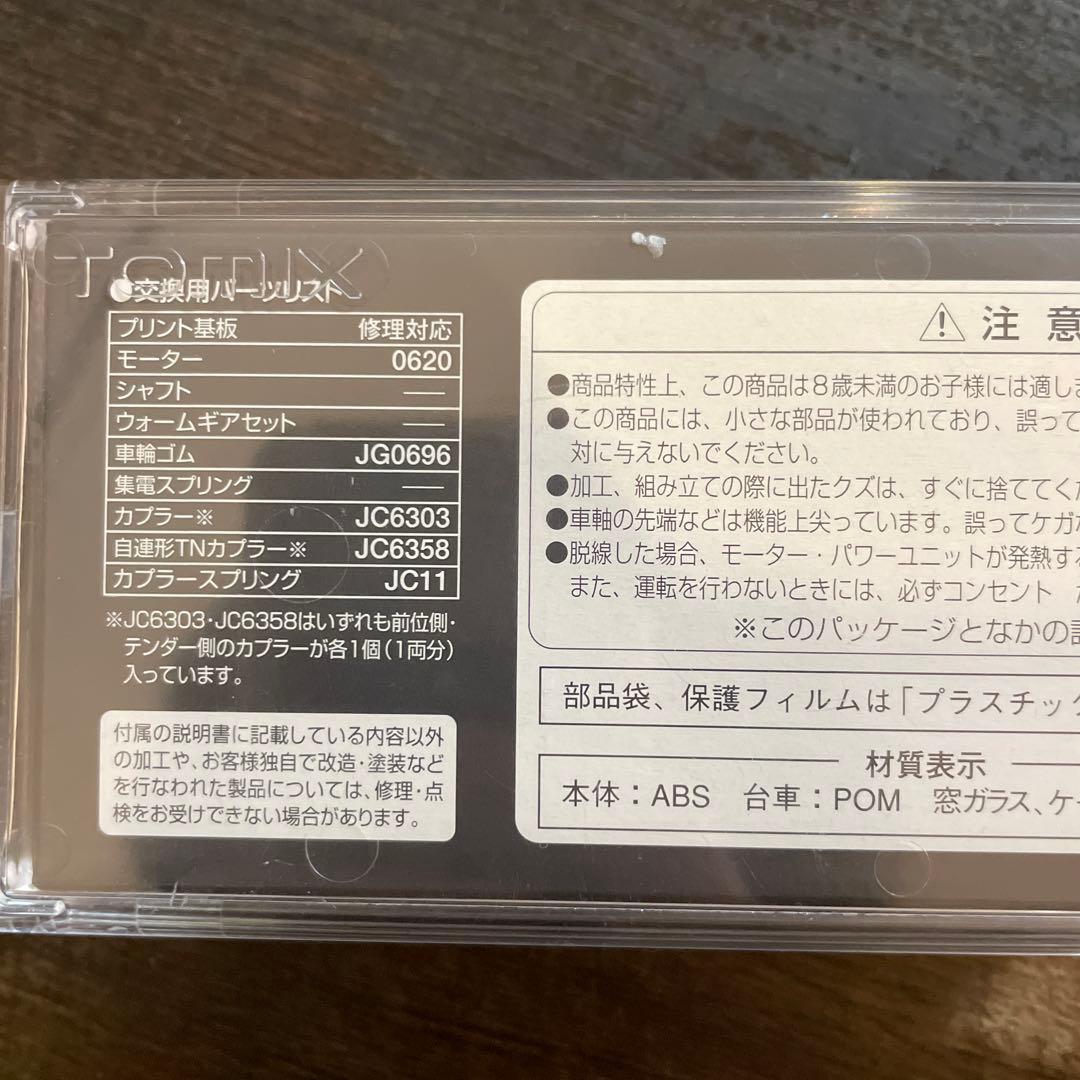 TOMIX
●交換用パーツリスト
プリント基板 修理対応
モーター 0620
シャフト ——
ウォームギアセット ——
車輪ゴム JG0696
集電スプリング ——
カプラー※ JC6303
自連形TNカプラー※ JC6358
カプラースプリング JC11
※JC6303・JC6358はいずれも前位側・
テンダー側のカプラーが各1個（1両分）
入っています。
付属の説明書に記載している内容以外
の加工や、お客様独自で改造・塗装など
を行なわれた製品については、修理・点
検をお受けできない場合があります。
⚠ 注 意
●商品特性上、この商品は8歳未満のお子様には適し
●この商品には、小さな部品が使われており、誤って
対に与えないでください。
●加工、組み立ての際に出たクズは、すぐに捨ててく
●車軸の先端などは機能上尖っています。誤ってケガ
●脱線した場合、モーター・パワーユニットが発熱す
また、運転を行わないときには、必ずコンセント
※このパッケージとなかの
部品袋、保護フィルムは「プラスチッ
材質表示
本体：ABS 台車：POM 窓ガラス、ケ